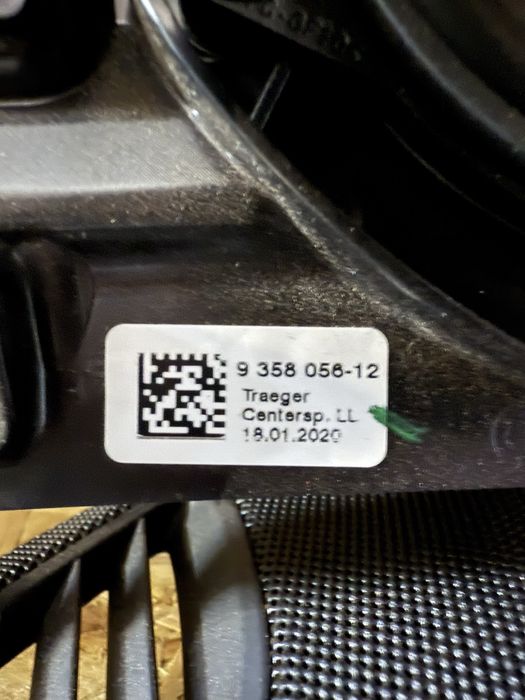 9 358 056-12
Traeger
Centersp. LL
18.01.2020